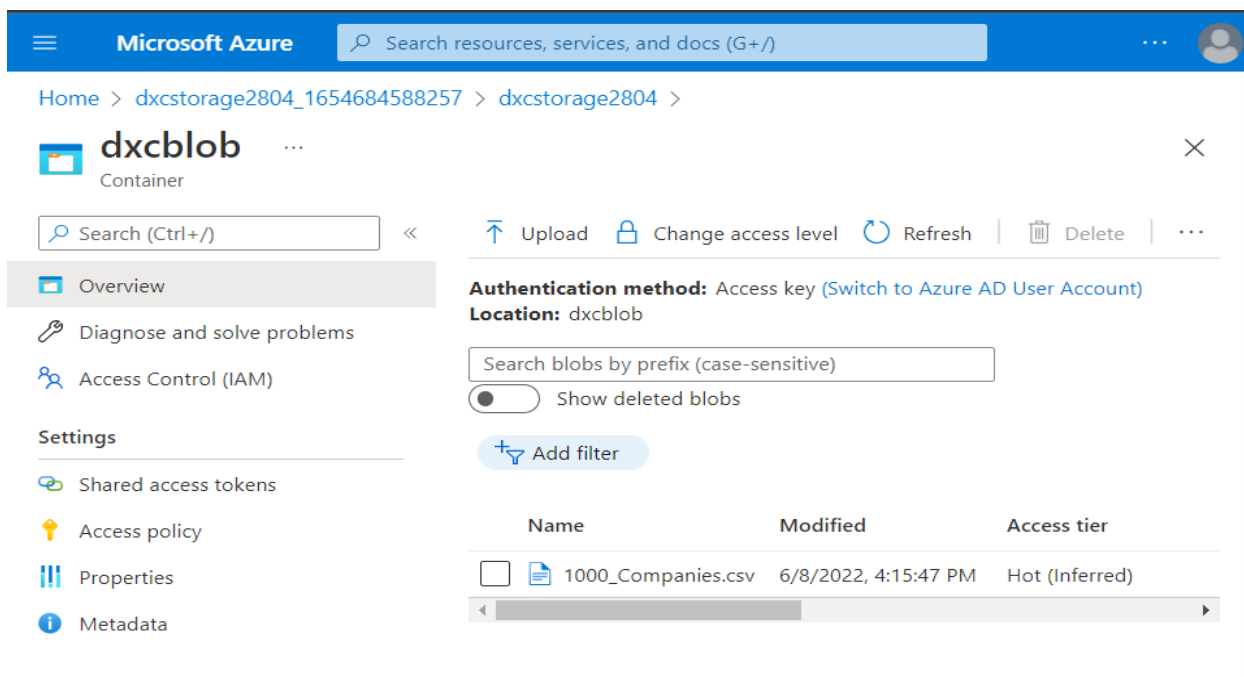 Microsoft Azure
Search resources, services, and docs (G+/)
...
Home > dxcstorage2804_1654684588257 > dxcstorage2804 >
dxcblob ...
Container
Search (Ctrl+/) «
Overview
Diagnose and solve problems
Access Control (IAM)
Settings
Shared access tokens
Access policy
Properties
Metadata
Upload Change access level Refresh Delete ...
Authentication method: Access key (Switch to Azure AD User Account)
Location: dxcblob
Search blobs by prefix (case-sensitive)
Show deleted blobs
Add filter
Name Modified Access tier
1000_Companies.csv 6/8/2022, 4:15:47 PM Hot (Inferred)